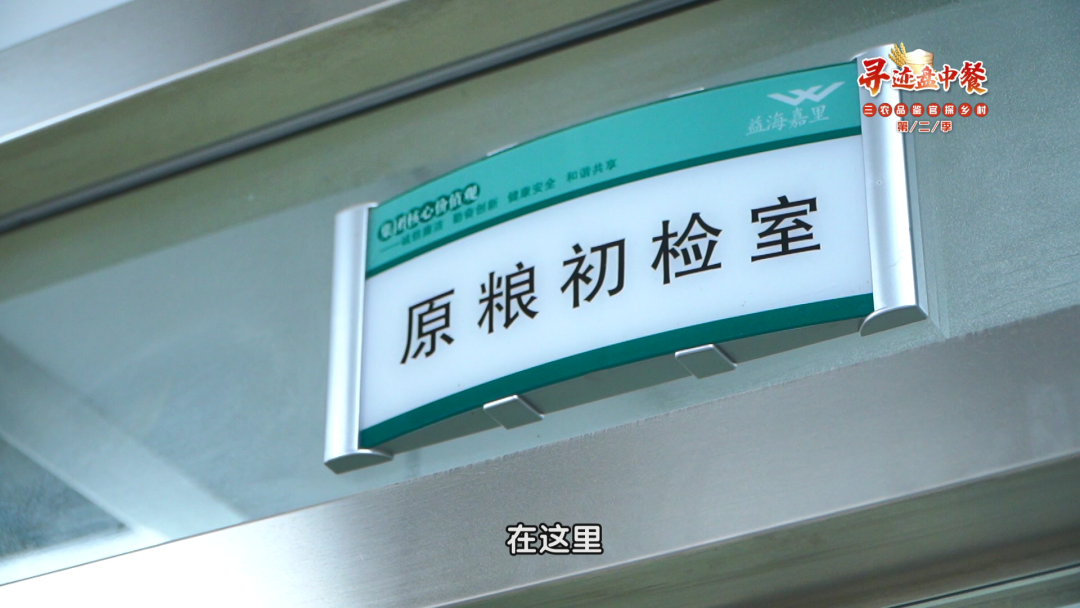 寻迹盘中餐
三农品鉴官探乡村
第/二/季
益海嘉里
集团核心价值观
——诚信廉洁 勤奋创新 健康安全 和谐共享
原粮初检室
在这里